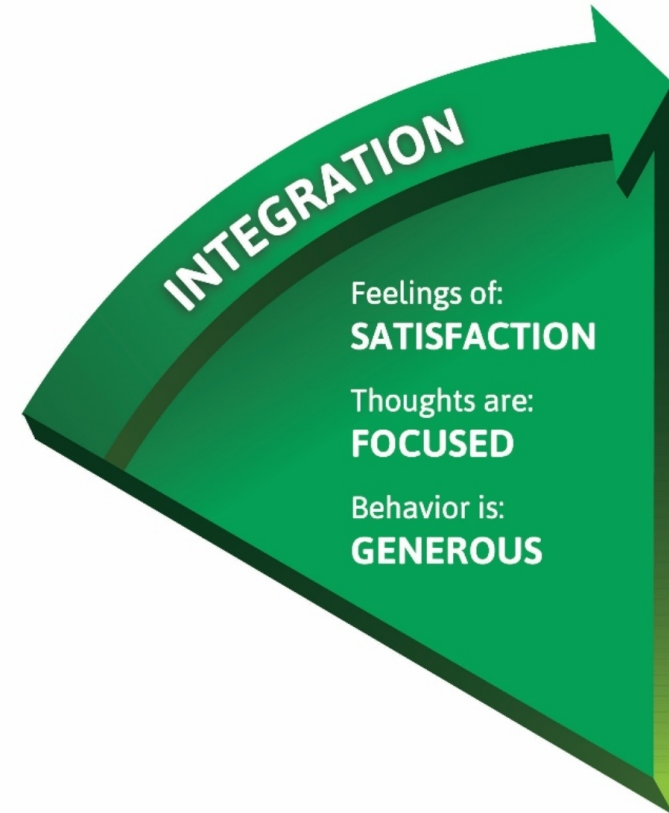 INTEGRATION
Feelings of:
SATISFACTION
Thoughts are:
FOCUSED
Behavior is:
GENEROUS